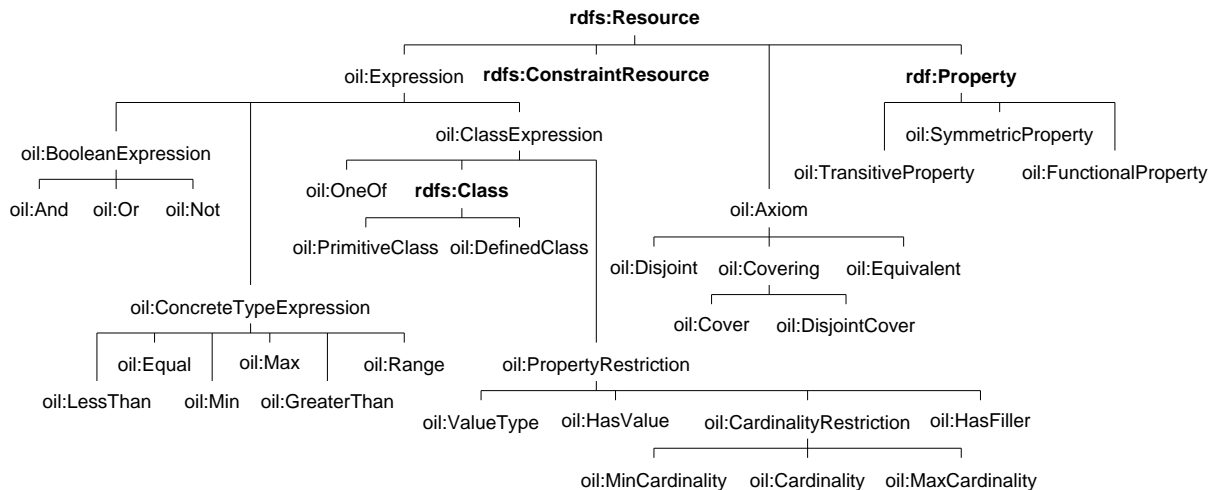 rdfs:Resource
oil:Expression rdfs:ConstraintResource rdf:Property
oil:ClassExpression oil:SymmetricProperty
oil:BooleanExpression
oil:TransitiveProperty oil:FunctionalProperty
oil:OneOf rdfs:Class
oil:And oil:Or oil:Not oil:Axiom
oil:PrimitiveClass oil:DefinedClass
oil:Disjoint oil:Covering oil:Equivalent
oil:ConcreteTypeExpression
oil:Cover oil:DisjointCover
oil:Equal oil:Max oil:Range oil:PropertyRestriction
oil:LessThan oil:Min oil:GreaterThan
oil:ValueType oil:HasValue oil:CardinalityRestriction oil:HasFiller
oil:MinCardinality oil:Cardinality oil:MaxCardinality